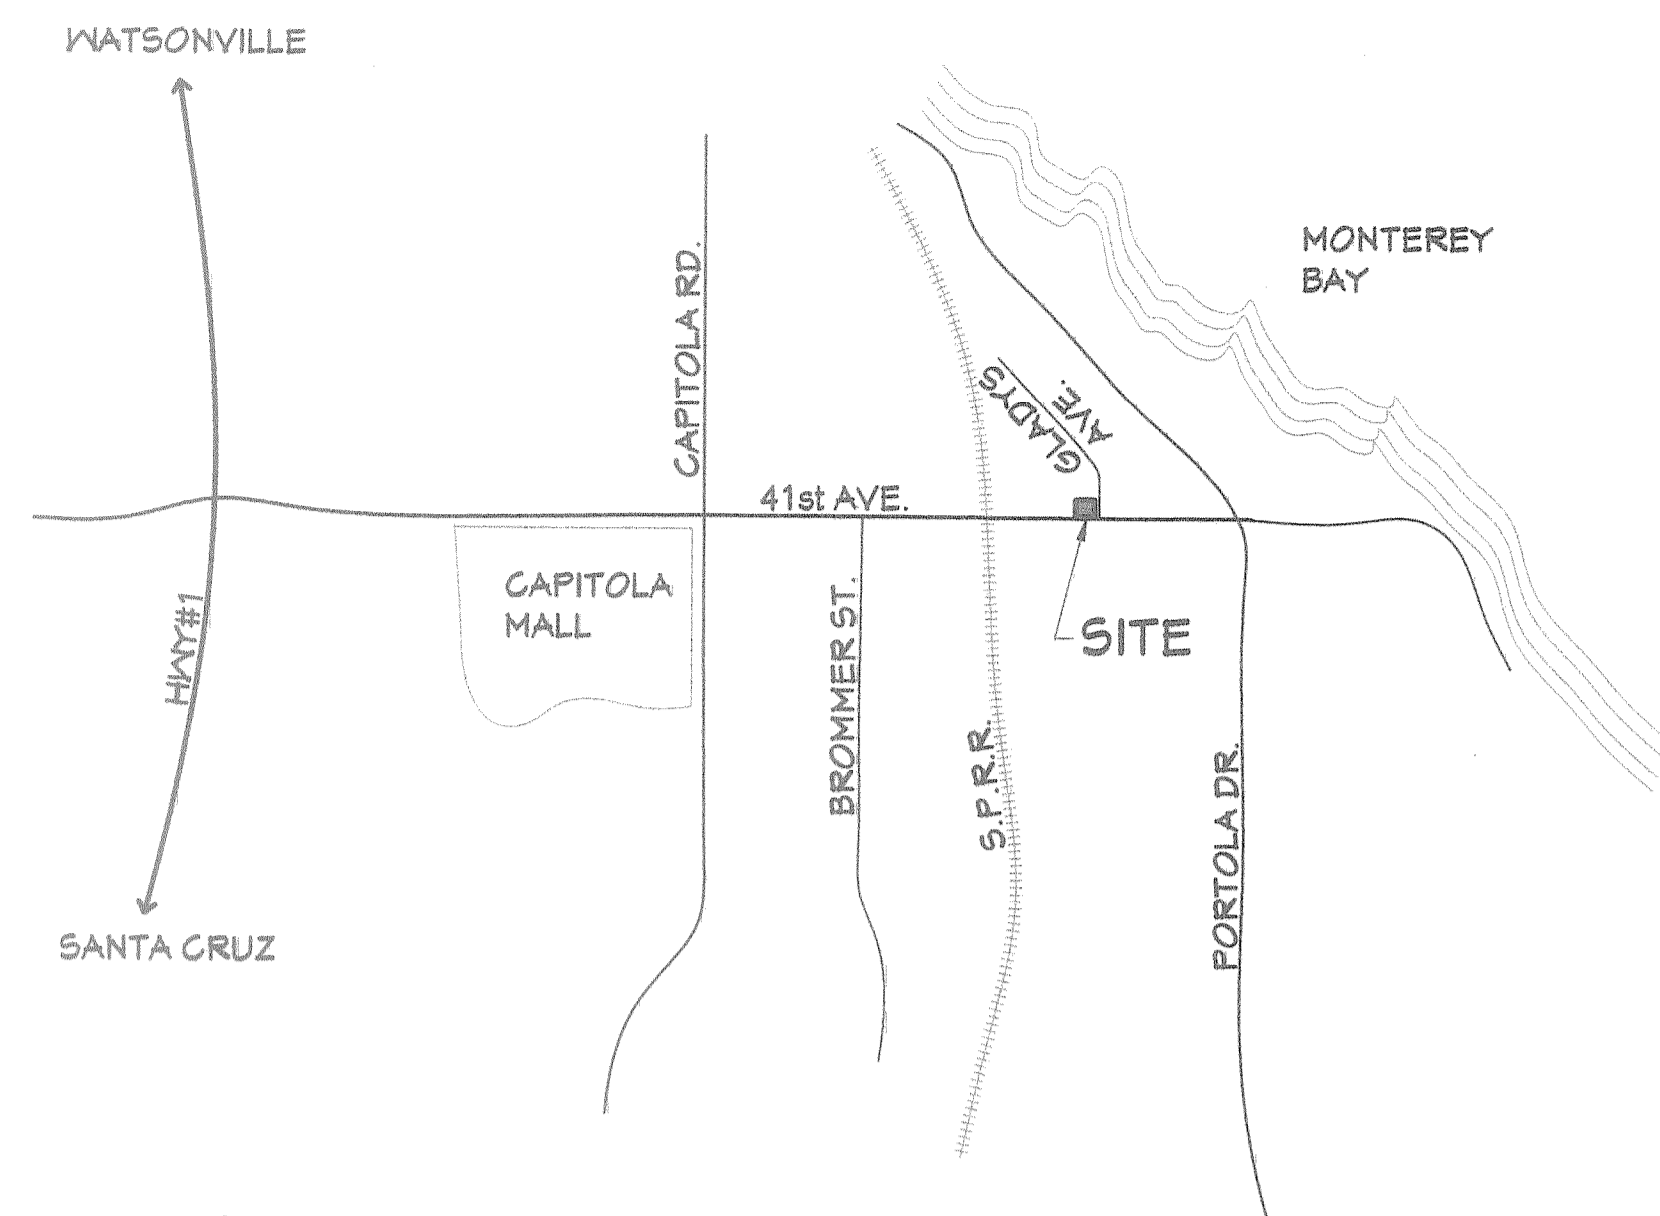 WATSONVILLE
MONTEREY
BAY
CAPITOLA RD.
GLADYS
AVE.
41st AVE.
CAPITOLA
MALL
HWY#1
BROMMER ST.
SITE
S.P.R.R.
PORTOLA DR.
SANTA CRUZ